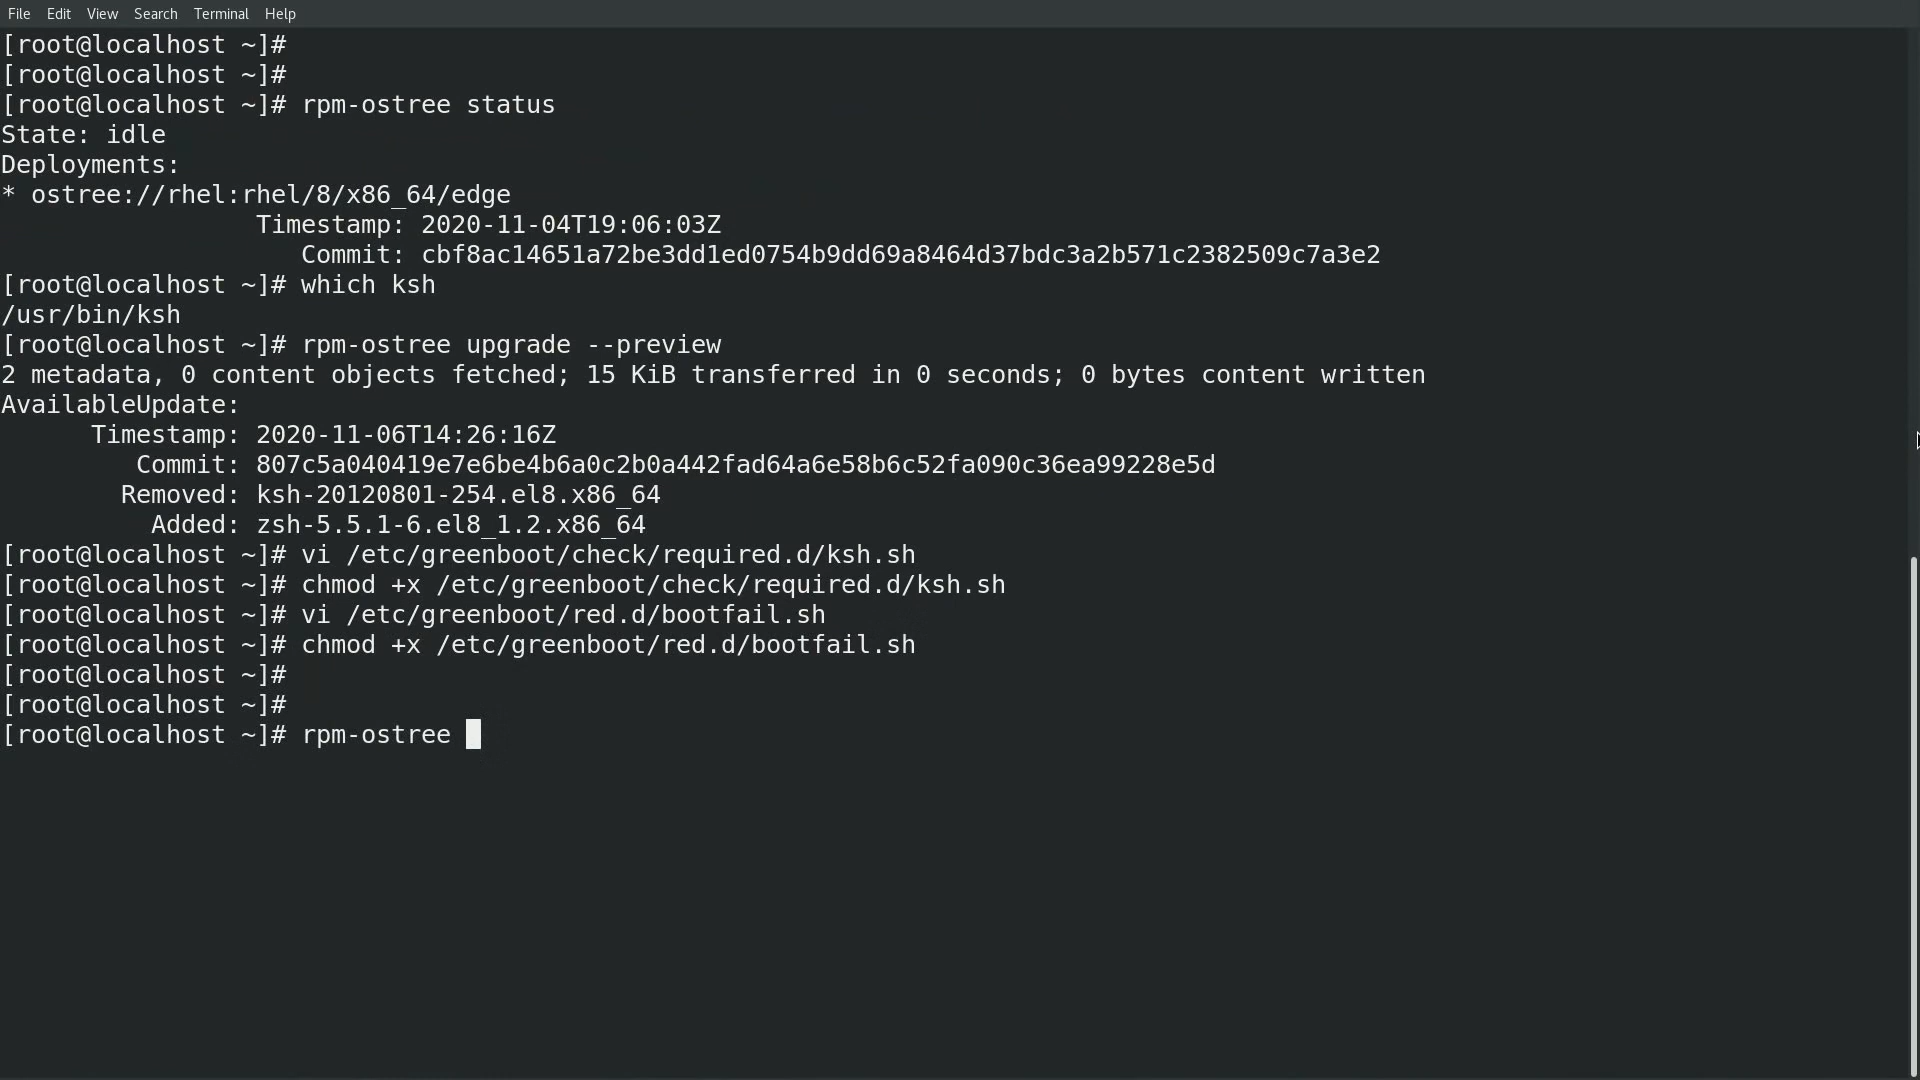 File Edit View Search Terminal Help
[root@localhost ~]#
[root@localhost ~]#
[root@localhost ~]# rpm-ostree status
State: idle
Deployments:
* ostree://rhel:rhel/8/x86_64/edge
Timestamp: 2020-11-04T19:06:03Z
Commit: cbf8ac14651a72be3dd1ed0754b9dd69a8464d37bdc3a2b571c2382509c7a3e2
[root@localhost ~]# which ksh
/usr/bin/ksh
[root@localhost ~]# rpm-ostree upgrade --preview
2 metadata, 0 content objects fetched; 15 KiB transferred in 0 seconds; 0 bytes content written
AvailableUpdate:
Timestamp: 2020-11-06T14:26:16Z
Commit: 807c5a040419e7e6be4b6a0c2b0a442fad64a6e58b6c52fa090c36ea99228e5d
Removed: ksh-20120801-254.el8.x86_64
Added: zsh-5.5.1-6.el8_1.2.x86_64
[root@localhost ~]# vi /etc/greenboot/check/required.d/ksh.sh
[root@localhost ~]# chmod +x /etc/greenboot/check/required.d/ksh.sh
[root@localhost ~]# vi /etc/greenboot/red.d/bootfail.sh
[root@localhost ~]# chmod +x /etc/greenboot/red.d/bootfail.sh
[root@localhost ~]#
[root@localhost ~]#
[root@localhost ~]# rpm-ostree